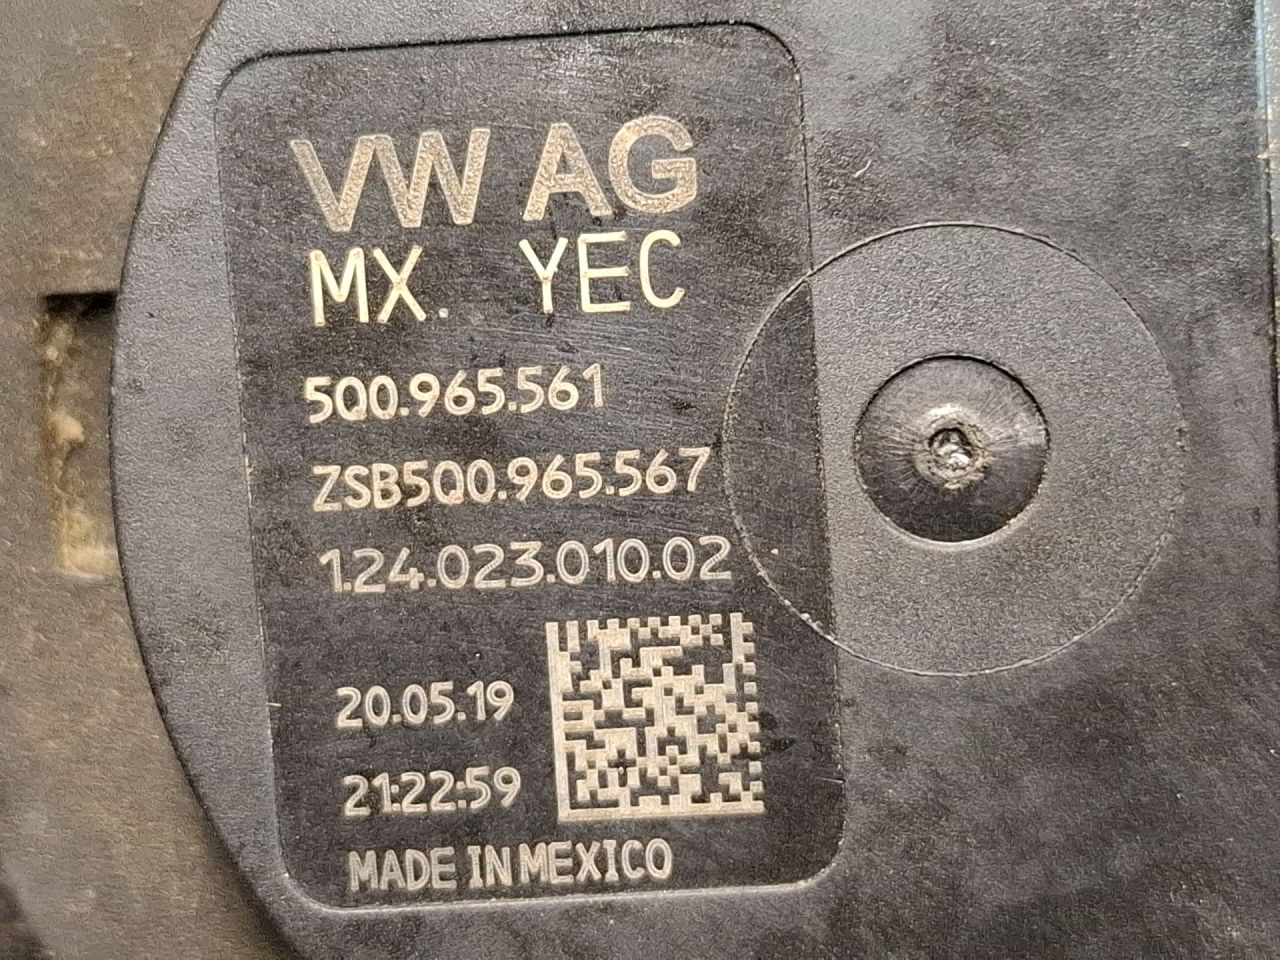 VW AG
MX. YEC
5Q0.965.561
ZSB5Q0.965.567
1.24.023.010.02
20.05.19
21:22:59
MADE IN MEXICO